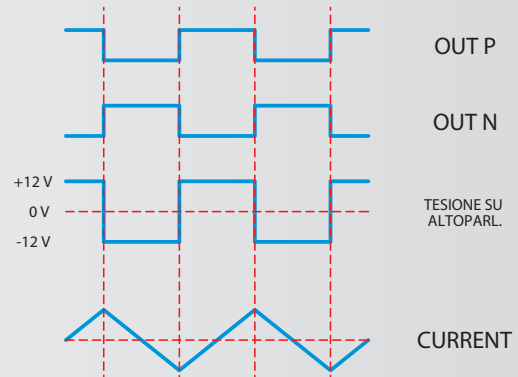 OUT P
OUT N
+12 V
0 V
-12 V
TESIONE SU
ALTOPARL.
CURRENT